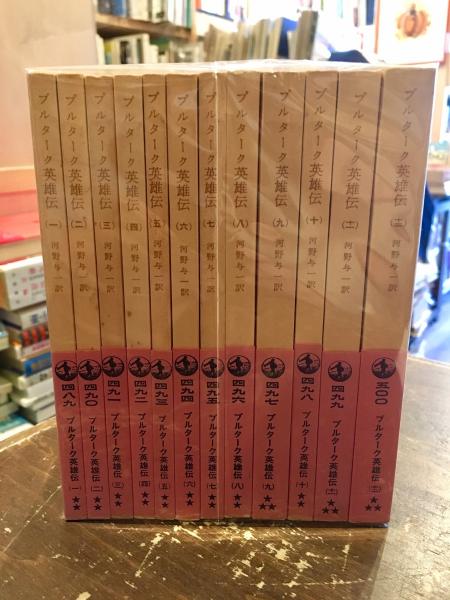 プルターク英雄伝(一) 河野与一訳
四八九 プルターク英雄伝(一)
プルターク英雄伝(二) 河野与一訳
四九〇 プルターク英雄伝(二)
プルターク英雄伝(三) 河野与一訳
四九一 プルターク英雄伝(三)
プルターク英雄伝(四) 河野与一訳
四九二 プルターク英雄伝(四)
プルターク英雄伝(五) 河野与一訳
四九三 プルターク英雄伝(五)
プルターク英雄伝(六) 河野与一訳
四九四 プルターク英雄伝(六)
プルターク英雄伝(七) 河野与一訳
四九五 プルターク英雄伝(七)
プルターク英雄伝(八) 河野与一訳
四九六 プルターク英雄伝(八)
プルターク英雄伝(九) 河野与一訳
四九七 プルターク英雄伝(九)
プルターク英雄伝(十) 河野与一訳
四九八 プルターク英雄伝(十)
プルターク英雄伝(十一) 河野与一訳
四九九 プルターク英雄伝(十一)
プルターク英雄伝(十二) 河野与一訳
五〇〇 プルターク英雄伝(十二)